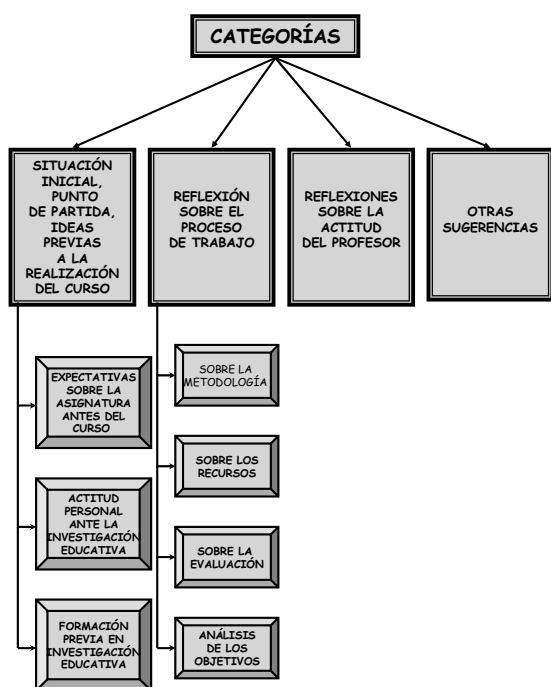 CATEGORÍAS
SITUACIÓN
INICIAL,
PUNTO
DE PARTIDA,
IDEAS
PREVIAS
A LA
REALIZACIÓN
DEL CURSO
REFLEXIÓN
SOBRE EL
PROCESO
DE TRABAJO
REFLEXIONES
SOBRE LA
ACTITUD
DEL PROFESOR
OTRAS
SUGERENCIAS
EXPECTATIVAS
SOBRE LA
ASIGNATURA
ANTES DEL
CURSO
ACTITUD
PERSONAL
ANTE LA
INVESTIGACIÓN
EDUCATIVA
FORMACIÓN
PREVIA EN
INVESTIGACIÓN
EDUCATIVA
SOBRE LA
METODOLOGÍA
SOBRE LOS
RECURSOS
SOBRE LA
EVALUACIÓN
ANÁLISIS
DE LOS
OBJETIVOS